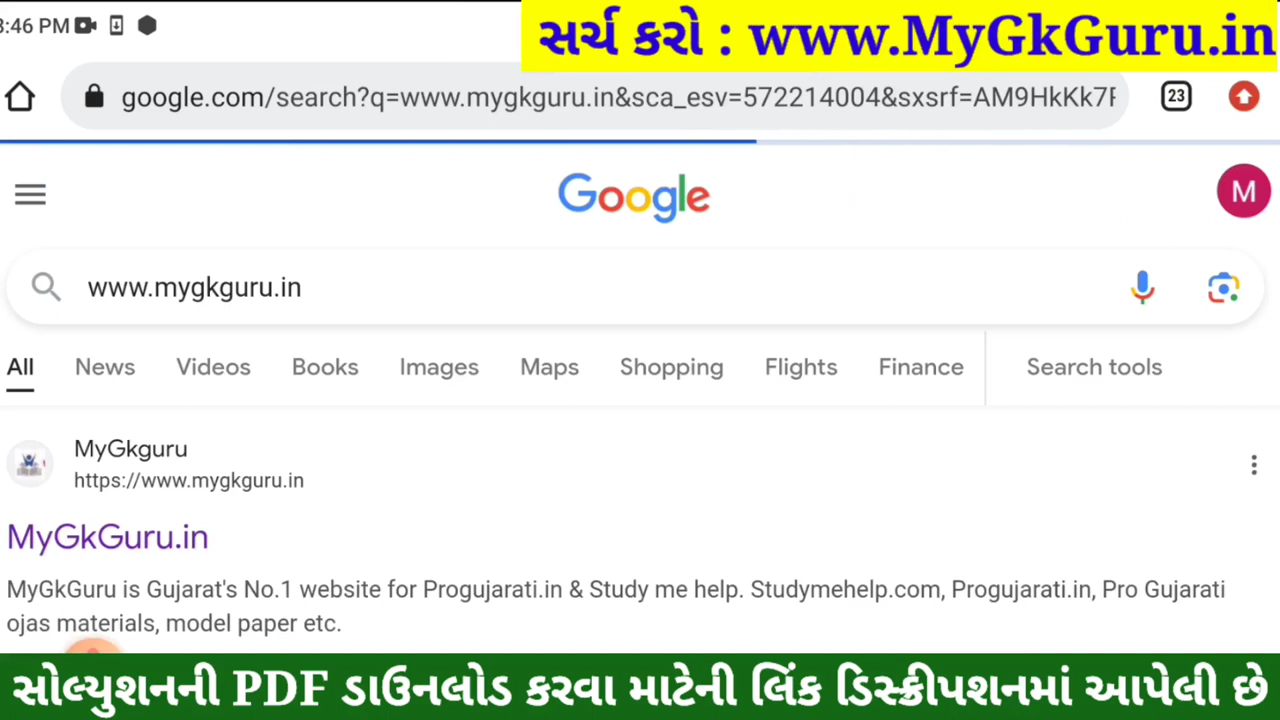 3:46 PM
સર્ચ કરો : www.MyGkGuru.in
google.com/search?q=www.mygkguru.in&sca_esv=572214004&sxsrf=AM9HkKk7F
23
Google
M
www.mygkguru.in
All News Videos Books Images Maps Shopping Flights Finance Search tools
MyGkguru
https://www.mygkguru.in
MyGkGuru.in
MyGkGuru is Gujarat's No.1 website for Progujarati.in & Study me help. Studymehelp.com, Progujarati.in, Pro Gujarati
ojas materials, model paper etc.
સોલ્યુશનની PDF ડાઉનલોડ કરવા માટેની લિંક ડિસ્ક્રીપશનમાં આપેલી છે